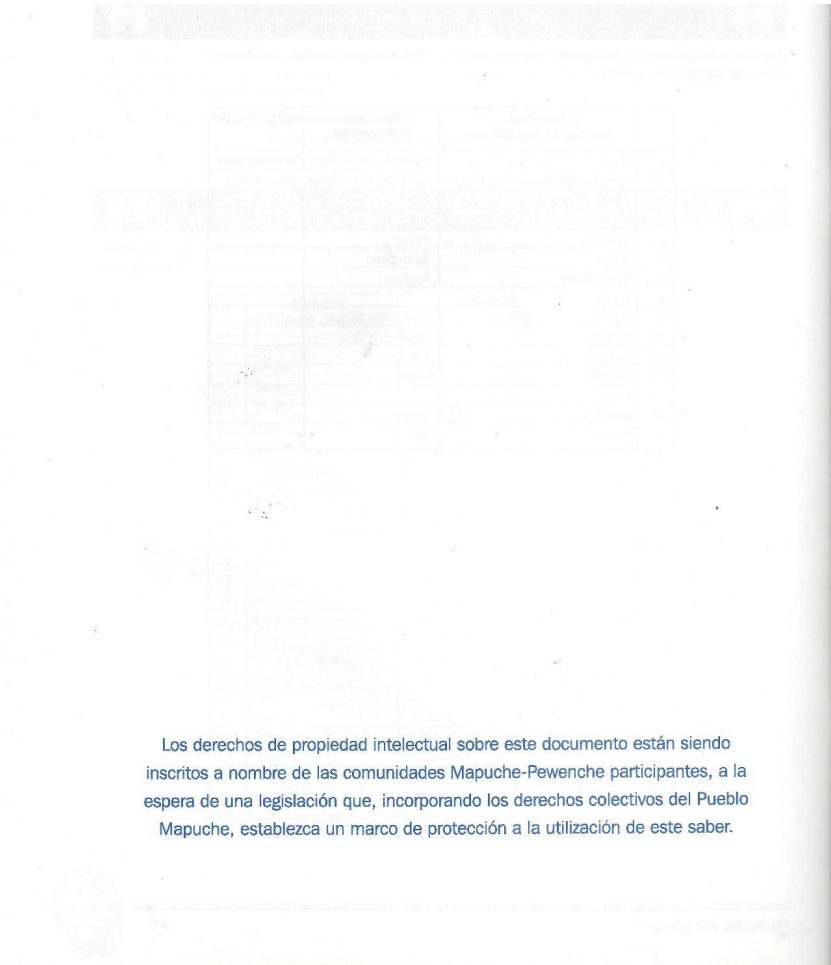 Los derechos de propiedad intelectual sobre este documento están siendo
inscritos a nombre de las comunidades Mapuche-Pewenche participantes, a la
espera de una legislación que, incorporando los derechos colectivos del Pueblo
Mapuche, establezca un marco de protección a la utilización de este saber.